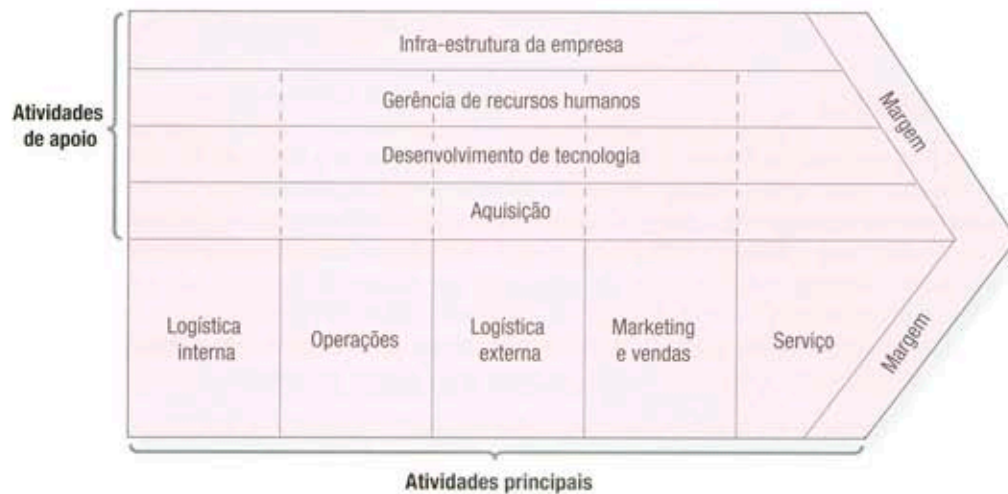 Infra-estrutura da empresa
Gerência de recursos humanos
Atividades
de apoio
Desenvolvimento de tecnologia
Aquisição
Margem
Logística
interna
Operações
Logística
externa
Marketing
e vendas
Serviço
Margem
Atividades principais